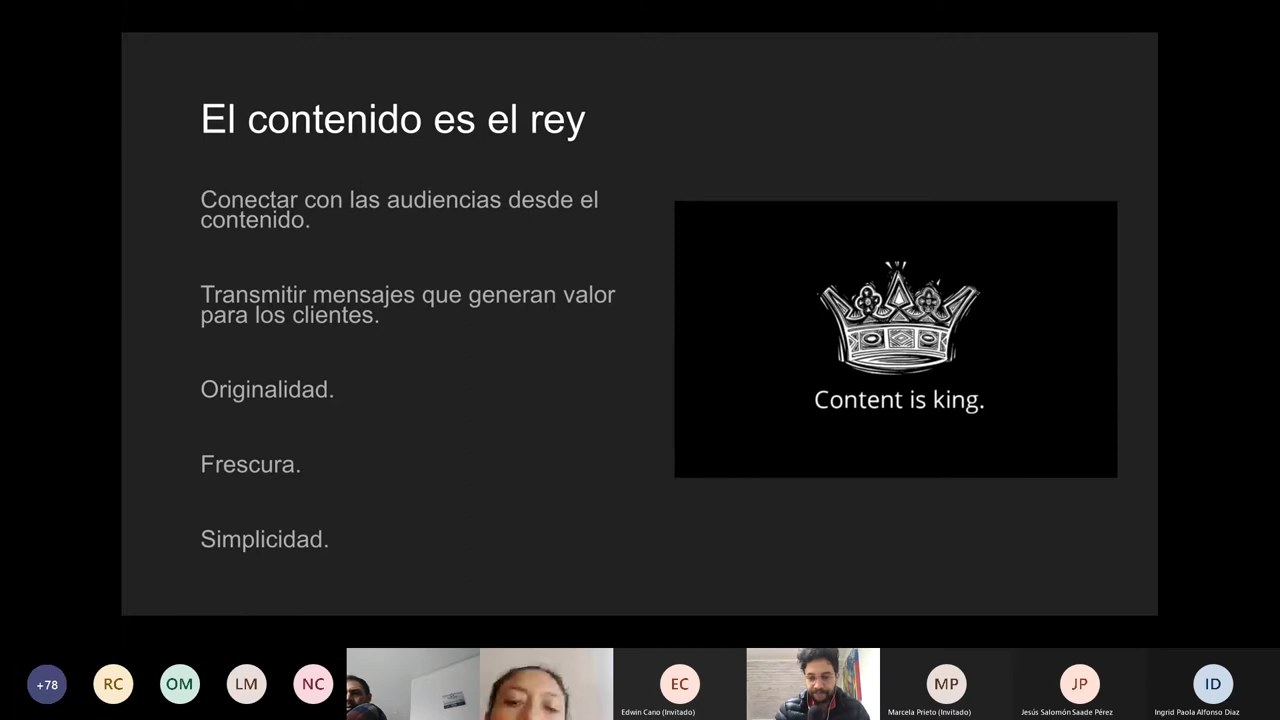 El contenido es el rey
Conectar con las audiencias desde el
contenido.
Transmitir mensajes que generan valor
para los clientes.
Originalidad.
Frescura.
Simplicidad.
Content is king.
+78
RC
OM
LM
NC
EC
Edwin Cano (Invitado)
MP
Marcela Prieto (Invitado)
JP
Jesús Salomón Saade Pérez
ID
Ingrid Paola Alfonso Díaz